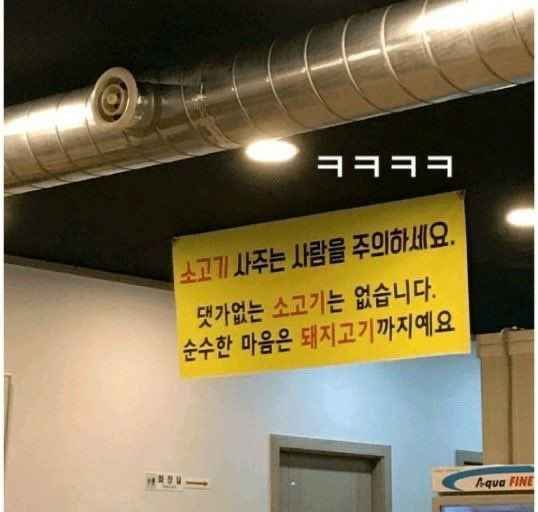 ㅋㅋㅋㅋ
소고기 사주는 사람을 주의하세요.
댓가없는 소고기는 없습니다.
순수한 마음은 돼지고기까지예요
화장실
Aqua FINE